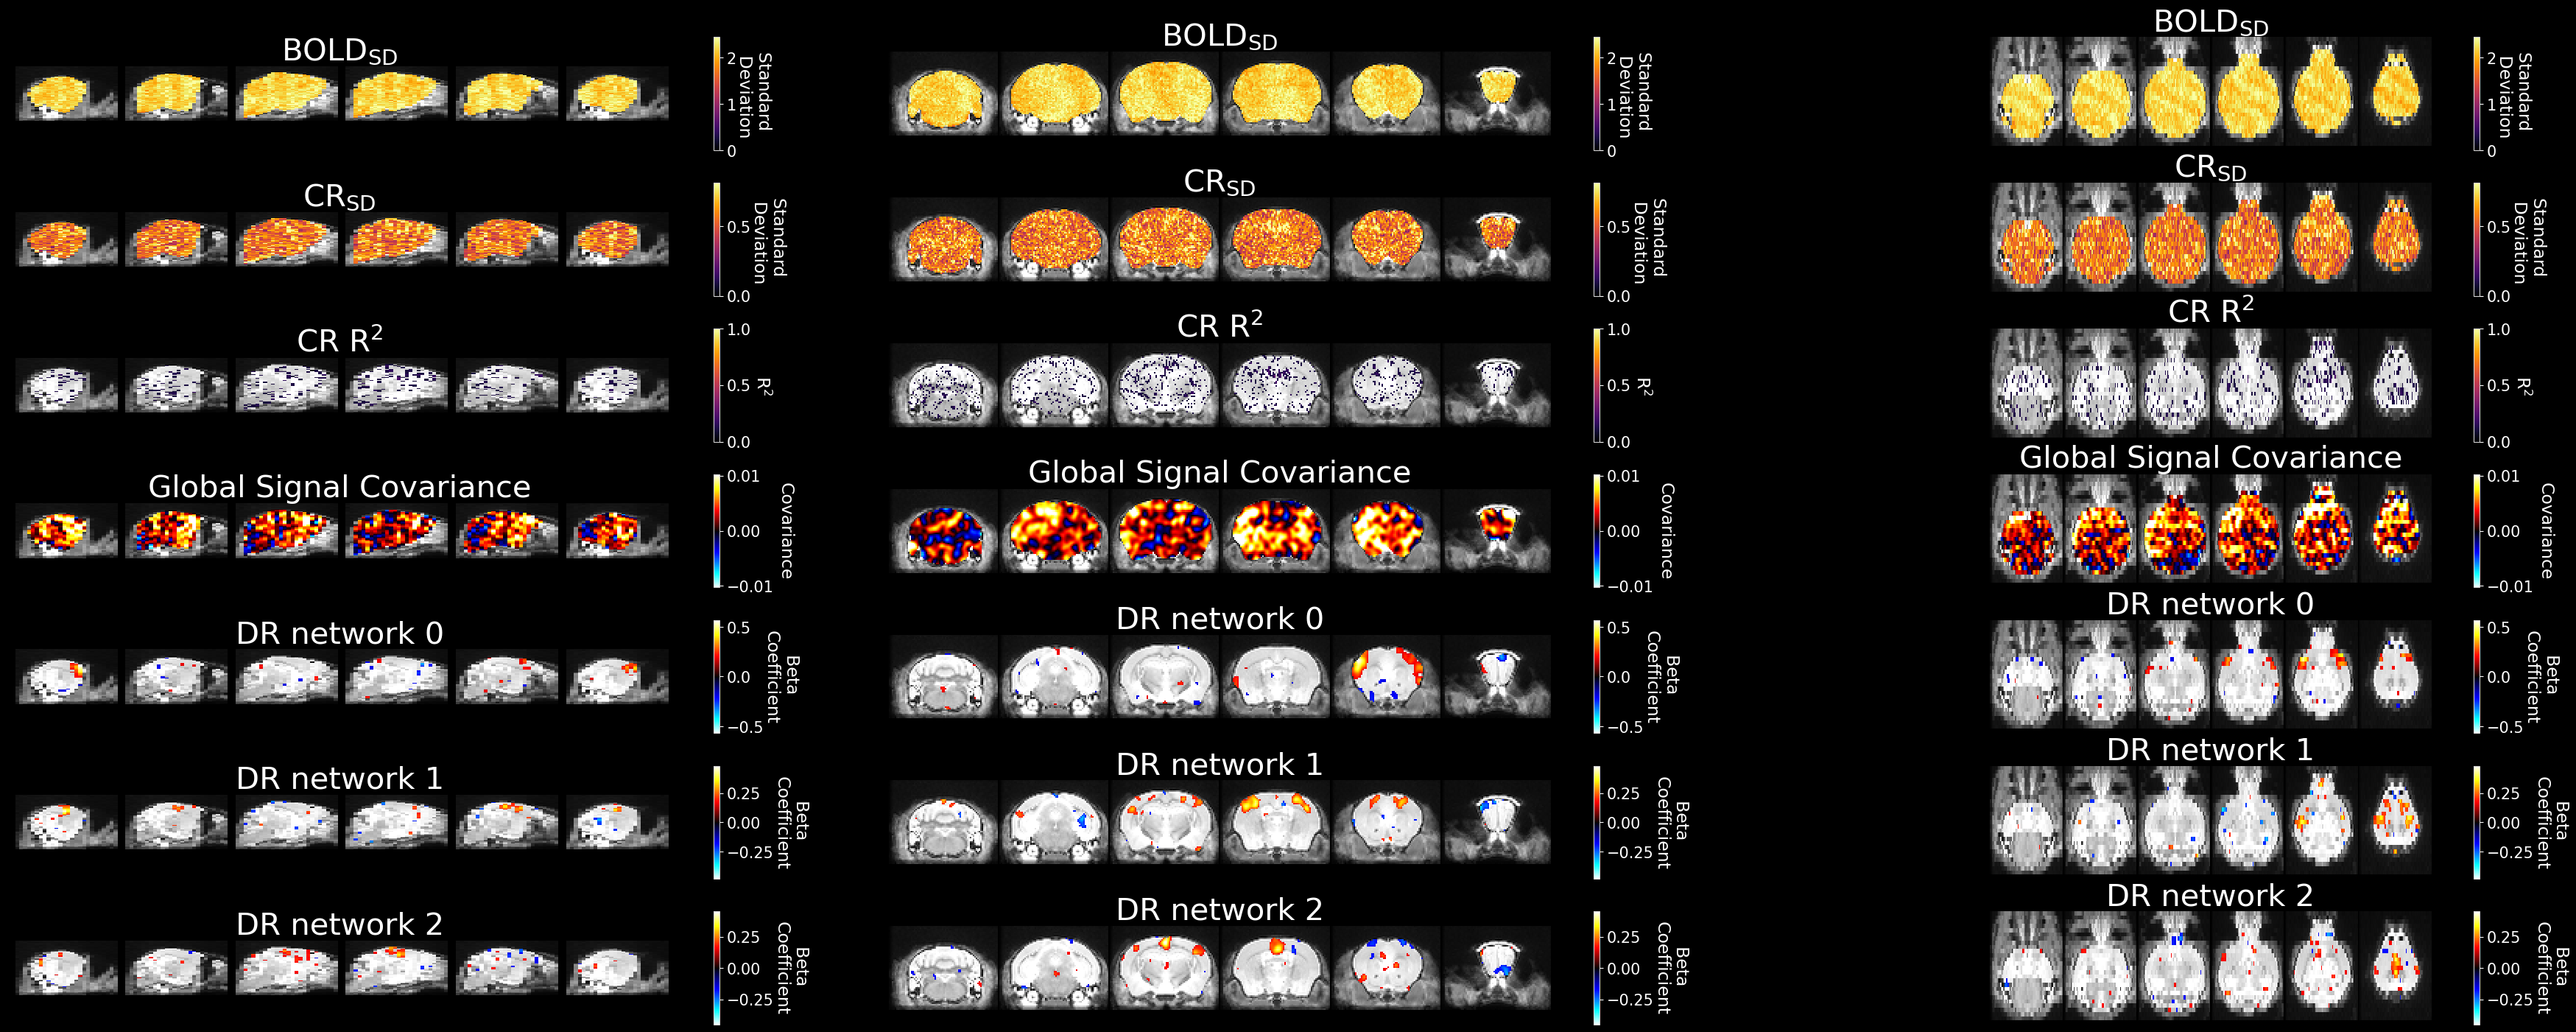 BOLD_SD
2
1
0
Standard
Deviation
BOLD_SD
2
1
0
Standard
Deviation
BOLD_SD
2
1
0
Standard
Deviation
CR_SD
0.5
0.0
Standard
Deviation
CR_SD
0.5
0.0
Standard
Deviation
CR_SD
0.5
0.0
Standard
Deviation
CR R²
1.0
0.5
0.0
R²
CR R²
1.0
0.5
0.0
R²
CR R²
1.0
0.5
0.0
R²
Global Signal Covariance
0.01
0.00
−0.01
Covariance
Global Signal Covariance
0.01
0.00
−0.01
Covariance
Global Signal Covariance
0.01
0.00
−0.01
Covariance
DR network 0
0.5
0.0
−0.5
Beta
Coefficient
DR network 0
0.5
0.0
−0.5
Beta
Coefficient
DR network 0
0.5
0.0
−0.5
Beta
Coefficient
DR network 1
0.25
0.00
−0.25
Beta
Coefficient
DR network 1
0.25
0.00
−0.25
Beta
Coefficient
DR network 1
0.25
0.00
−0.25
Beta
Coefficient
DR network 2
0.25
0.00
−0.25
Beta
Coefficient
DR network 2
0.25
0.00
−0.25
Beta
Coefficient
DR network 2
0.25
0.00
−0.25
Beta
Coefficient